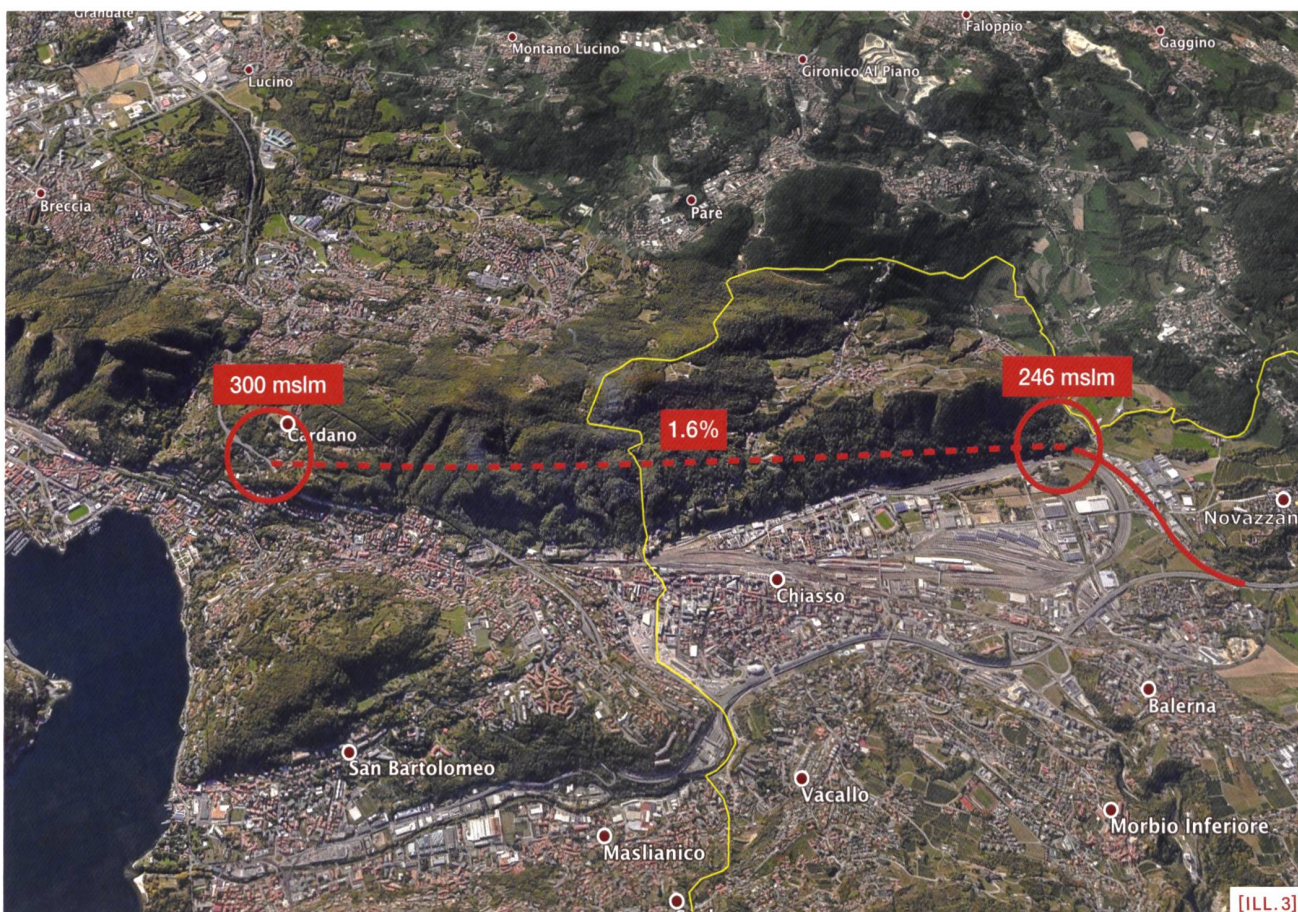 Grandate
Montano Lucino
Faloppio
Gaggino
Lucino
Gironico Al Piano
Breccia
Pare
300 mslm
246 mslm
Cardano
1.6%
Novazzan
Chiasso
Balerna
San Bartolomeo
Vacallo
Morbio Inferiore
Maslianico
[ILL. 3]